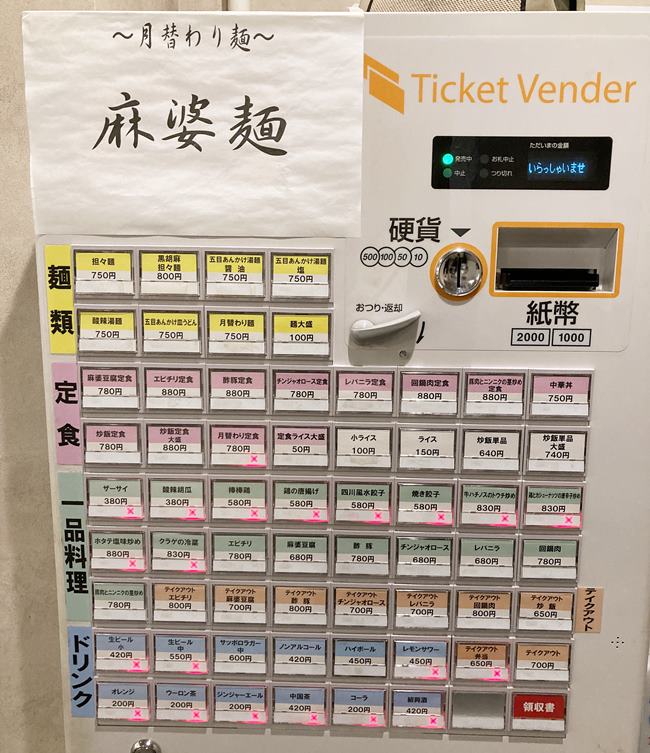 ～月替わり麺～
麻婆麺
Ticket Vender
ただいまの金額
発売中 お札中止
中止 つり切れ
いらっしゃいませ
硬貨
500 100 50 10
おつり・返却
紙幣
2000 1000
麺類
担々麺 750円
黒胡麻担々麺 800円
五目あんかけ湯麺 醤油 750円
五目あんかけ湯麺 塩 750円
酸辣湯麺 750円
五目あんかけ皿うどん 750円
月替わり麺 750円
麺大盛 100円
定食
麻婆豆腐定食 780円
エビチリ定食 880円
酢豚定食 880円
チンジャオロース定食 780円
レバニラ定食 780円
回鍋肉定食 880円
豚肉とニンニクの茎炒め定食 880円
中華丼 750円
炒飯定食 780円
炒飯定食 大盛 880円
月替わり定食 780円
定食ライス大盛 50円
小ライス 100円
ライス 150円
炒飯単品 640円
炒飯単品 大盛 740円
一品料理
ザーサイ 380円
酸辣胡瓜 380円
棒棒鶏 580円
鶏の唐揚げ 580円
四川風水餃子 580円
焼き餃子 580円
牛ハチノスのトウチ炒め 830円
鶏とカシューナッツの唐辛子炒め 830円
ホタテ塩味炒め 880円
クラゲの冷菜 830円
エビチリ 780円
麻婆豆腐 680円
酢豚 780円
チンジャオロース 680円
レバニラ 680円
回鍋肉 780円
豚肉とニンニクの茎炒め 780円
テイクアウト エビチリ 800円
テイクアウト 麻婆豆腐 700円
テイクアウト 酢豚 800円
テイクアウト チンジャオロース 700円
テイクアウト レバニラ 700円
テイクアウト 回鍋肉 800円
テイクアウト 炒飯 650円
テイクアウト
ドリンク
生ビール 小 420円
生ビール 中 550円
サッポロラガー 中 600円
ノンアルコール 420円
ハイボール 450円
レモンサワー 450円
テイクアウト 弁当 650円
テイクアウト 700円
オレンジ 200円
ウーロン茶 200円
ジンジャーエール 200円
中国茶 420円
コーラ 200円
紹興酒 420円
領収書